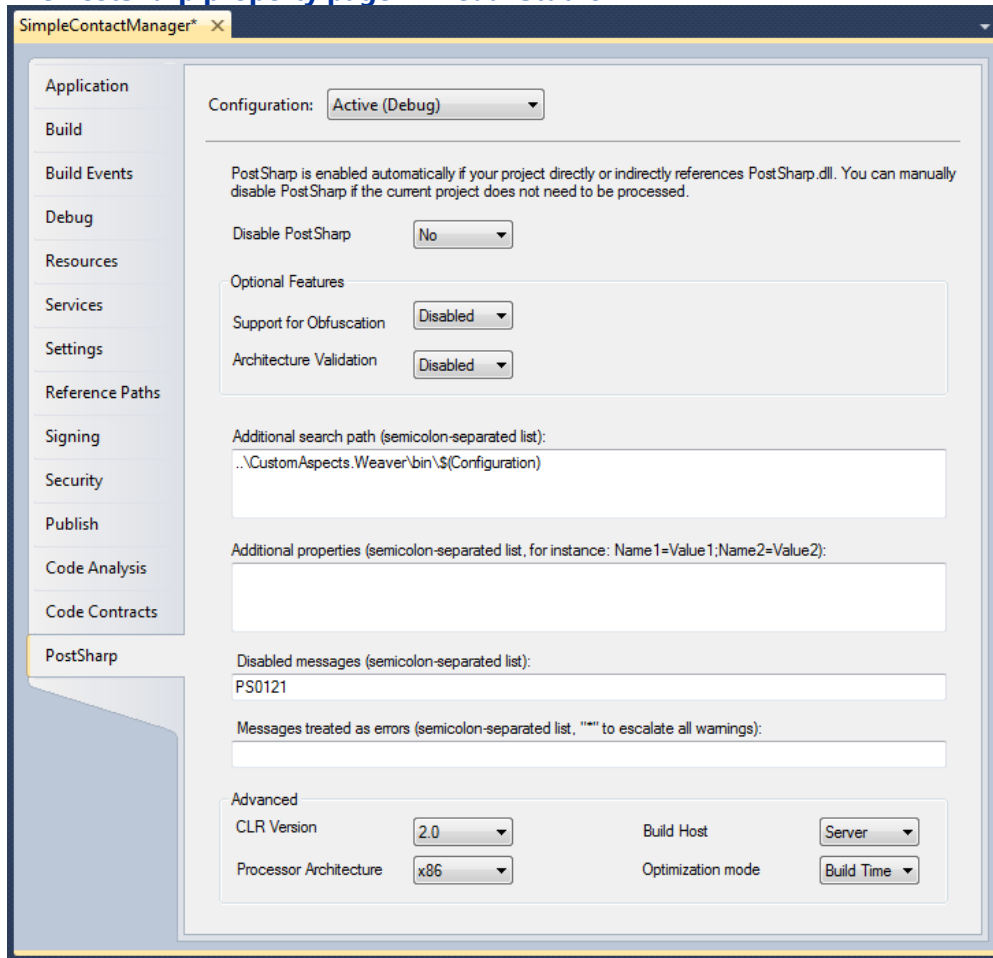 SimpleContactManager*
Application
Build
Build Events
Debug
Resources
Services
Settings
Reference Paths
Signing
Security
Publish
Code Analysis
Code Contracts
PostSharp
Configuration: Active (Debug)
PostSharp is enabled automatically if your project directly or indirectly references PostSharp.dll. You can manually
disable PostSharp if the current project does not need to be processed.
Disable PostSharp No
Optional Features
Support for Obfuscation Disabled
Architecture Validation Disabled
Additional search path (semicolon-separated list):
..\CustomAspects.Weaver\bin\$(Configuration)
Additional properties (semicolon-separated list, for instance: Name1=Value1;Name2=Value2):
Disabled messages (semicolon-separated list):
PS0121
Messages treated as errors (semicolon-separated list, "*" to escalate all warnings):
Advanced
CLR Version 2.0 Build Host Server
Processor Architecture x86 Optimization mode Build Time